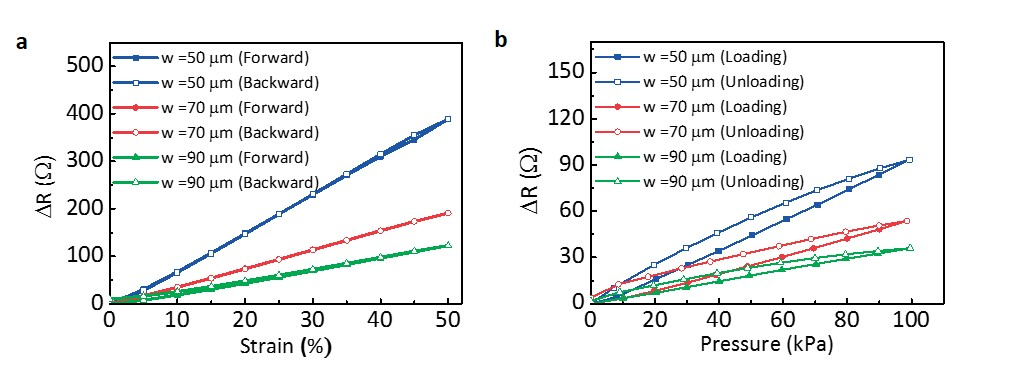 a
ΔR (Ω)
500
400
300
200
100
0
w =50 μm (Forward)
w =50 μm (Backward)
w =70 μm (Forward)
w =70 μm (Backward)
w =90 μm (Forward)
w =90 μm (Backward)
0 10 20 30 40 50
Strain (%)
b
ΔR (Ω)
150
120
90
60
30
0
w =50 μm (Loading)
w =50 μm (Unloading)
w =70 μm (Loading)
w =70 μm (Unloading)
w =90 μm (Loading)
w =90 μm (Unloading)
0 20 40 60 80 100
Pressure (kPa)